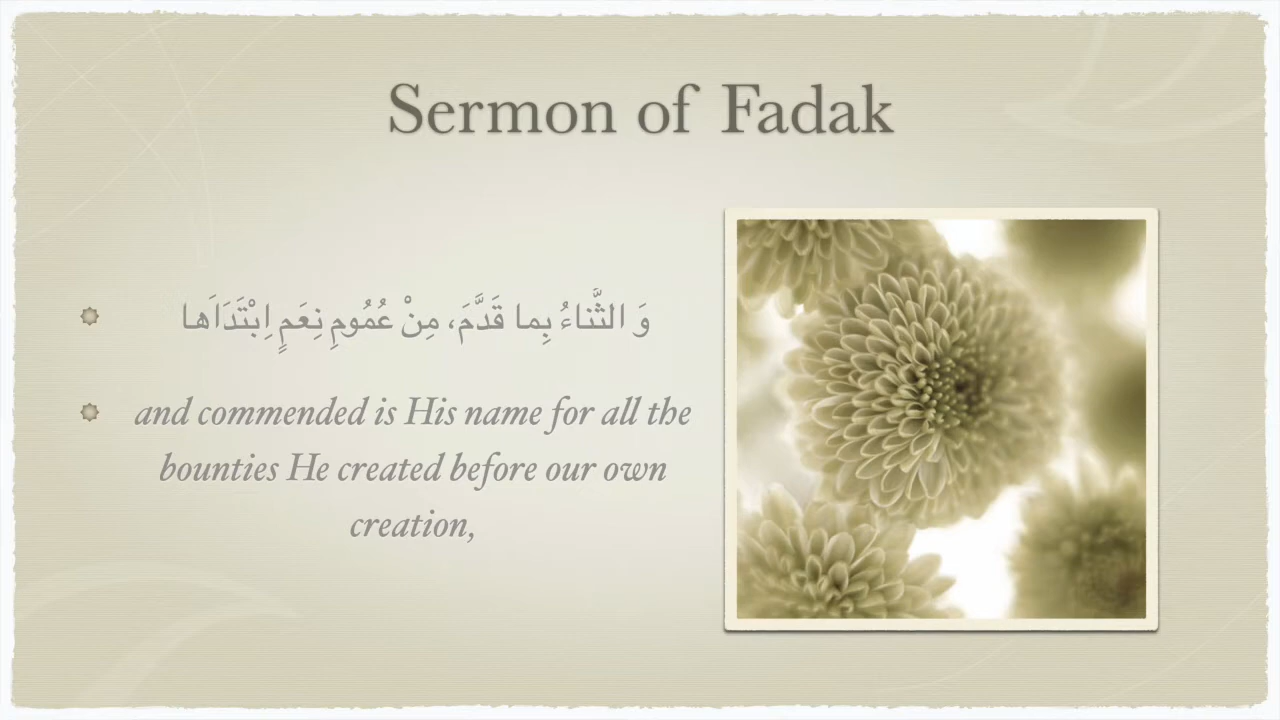 Sermon of Fadak
وَ الثَّناءُ بِما قَدَّمَ، مِنْ عُمُومِ نِعَمٍ اِبْتَدَاَها
and commended is His name for all the
bounties He created before our own
creation,